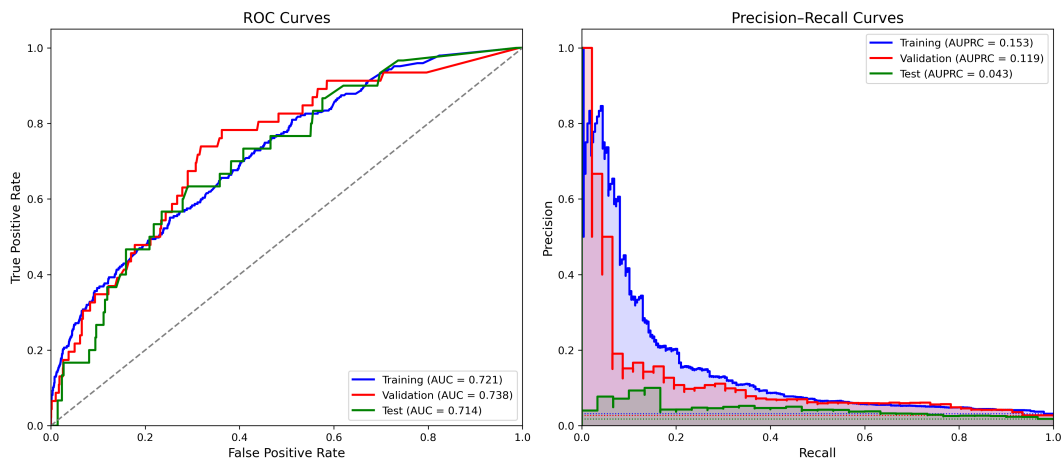 ROC Curves
True Positive Rate
1.0
0.8
0.6
0.4
0.2
0.0
0.0 0.2 0.4 0.6 0.8 1.0
False Positive Rate
Training (AUC = 0.721)
Validation (AUC = 0.738)
Test (AUC = 0.714)
Precision–Recall Curves
Precision
1.0
0.8
0.6
0.4
0.2
0.0
0.0 0.2 0.4 0.6 0.8 1.0
Recall
Training (AUPRC = 0.153)
Validation (AUPRC = 0.119)
Test (AUPRC = 0.043)